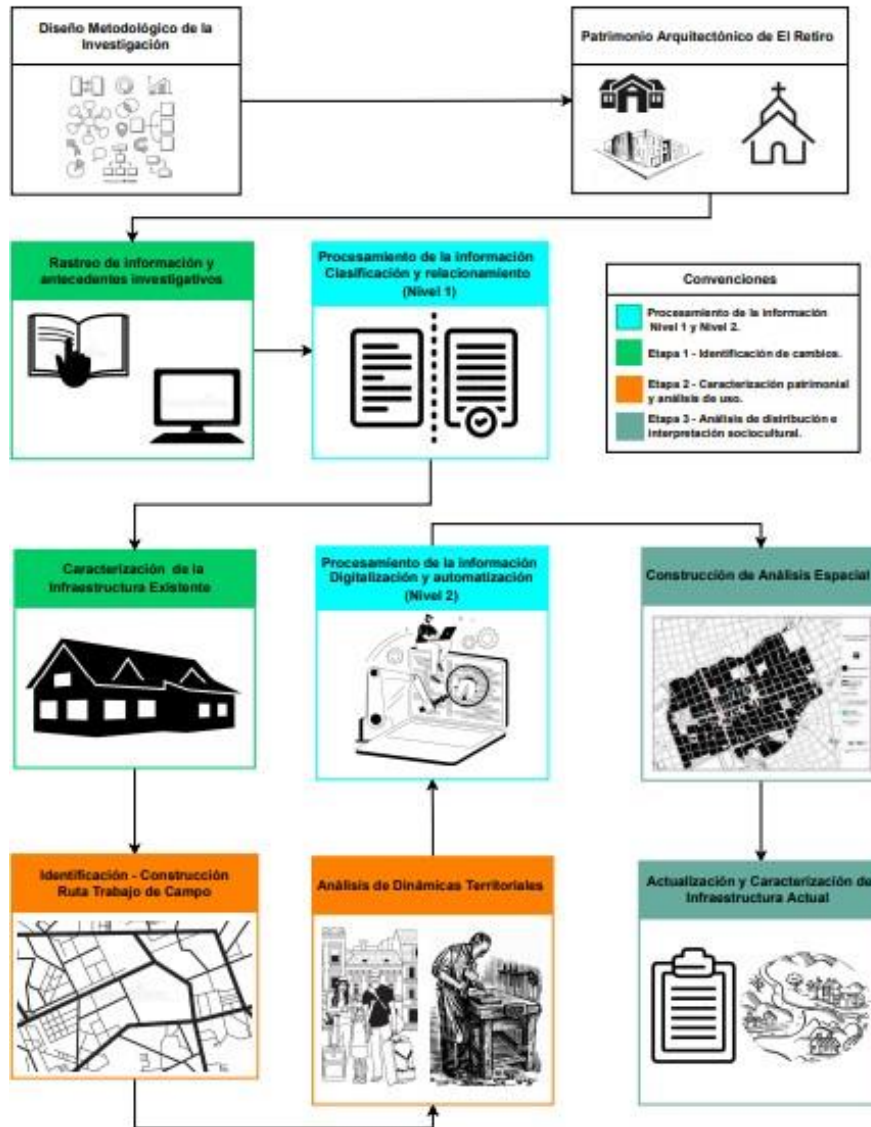 Diseño Metodológico de la
Investigación
Patrimonio Arquitectónico de El Retiro
Rastreo de información y
antecedentes investigativos
Procesamiento de la información
Clasificación y relacionamiento
(Nivel 1)
Convenciones
Procesamiento de la información
Nivel 1 y Nivel 2.
Etapa 1 - Identificación de cambios.
Etapa 2 - Caracterización patrimonial
y análisis de uso.
Etapa 3 - Análisis de distribución e
interpretación sociocultural.
Caracterización de la
Infraestructura Existente
Procesamiento de la información
Digitalización y automatización
(Nivel 2)
Construcción de Análisis Espacial
Identificación - Construcción
Ruta Trabajo de Campo
Análisis de Dinámicas Territoriales
Actualización y Caracterización de
Infraestructura Actual